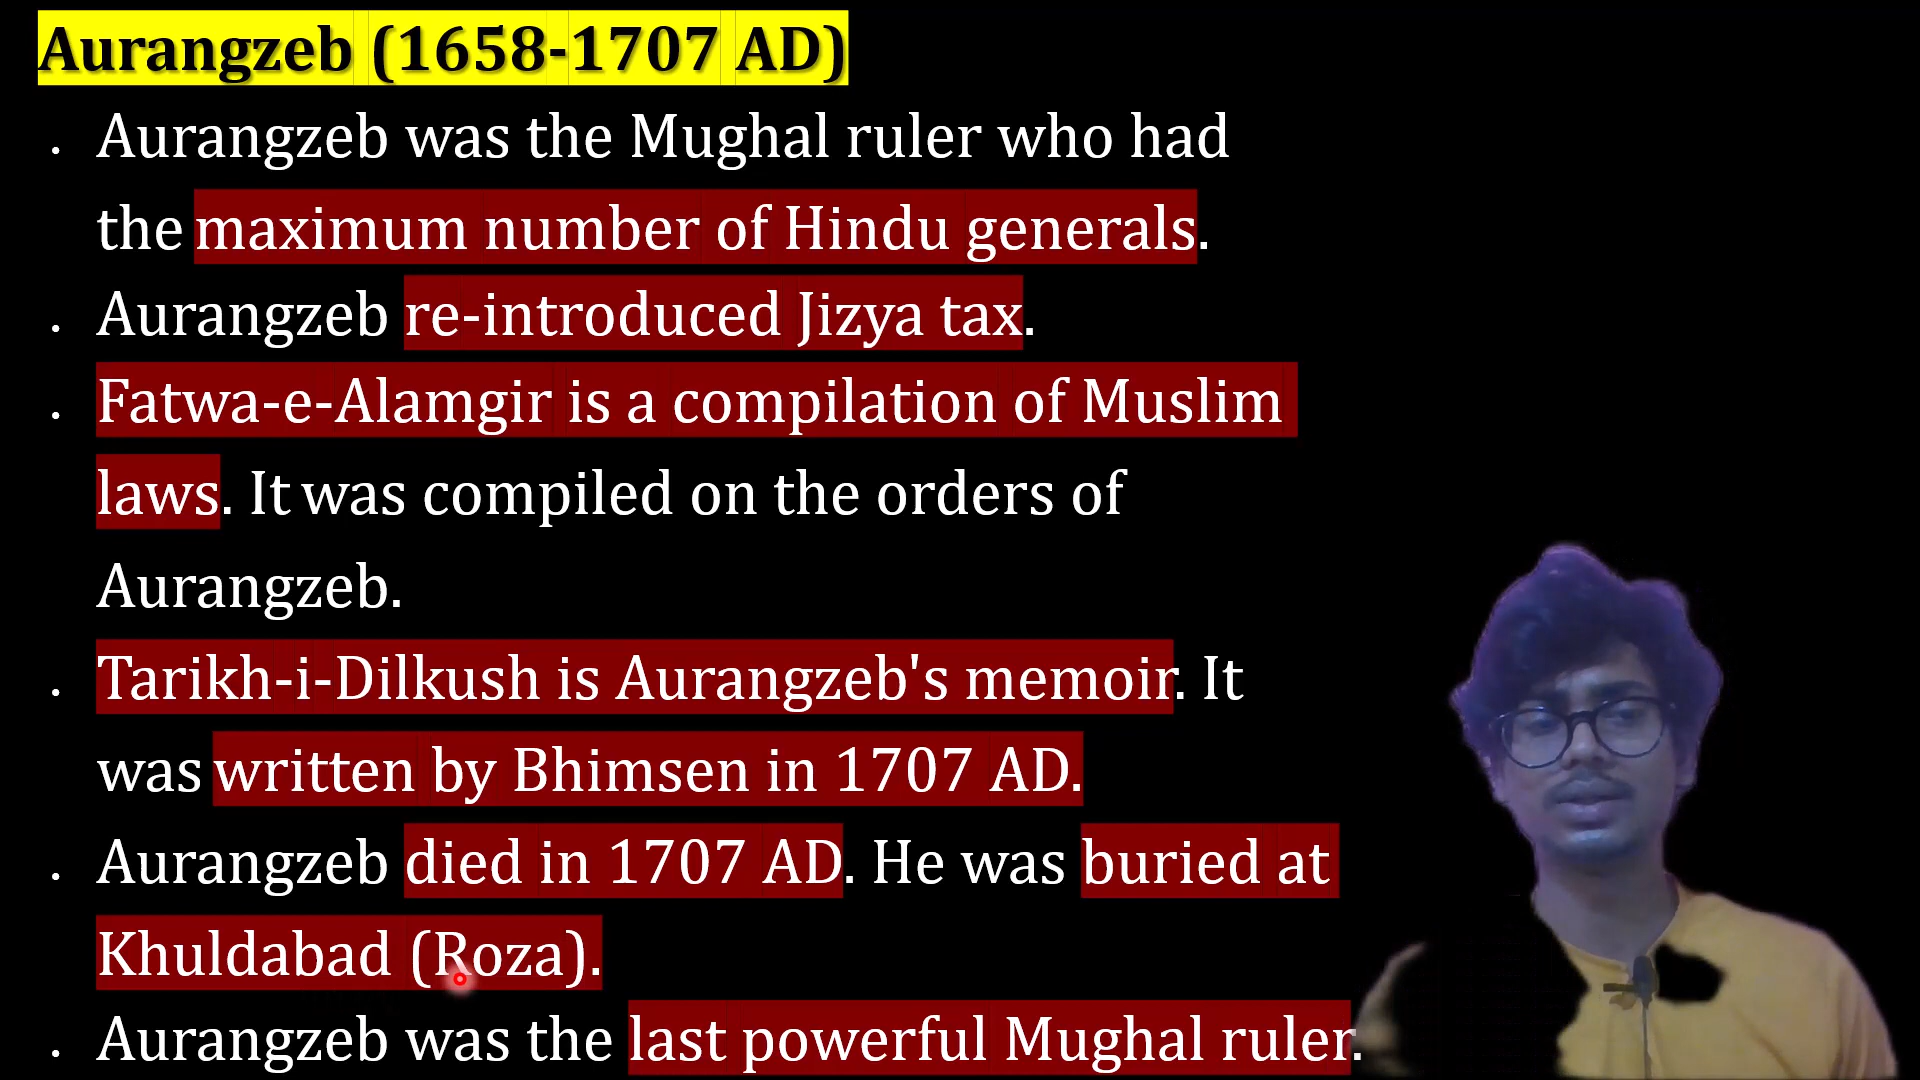 Aurangzeb (1658-1707 AD)
. Aurangzeb was the Mughal ruler who had
the maximum number of Hindu generals.
. Aurangzeb re-introduced Jizya tax.
. Fatwa-e-Alamgir is a compilation of Muslim
laws. It was compiled on the orders of
Aurangzeb.
. Tarikh-i-Dilkush is Aurangzeb's memoir. It
was written by Bhimsen in 1707 AD.
. Aurangzeb died in 1707 AD. He was buried at
Khuldabad (Roza).
. Aurangzeb was the last powerful Mughal ruler.